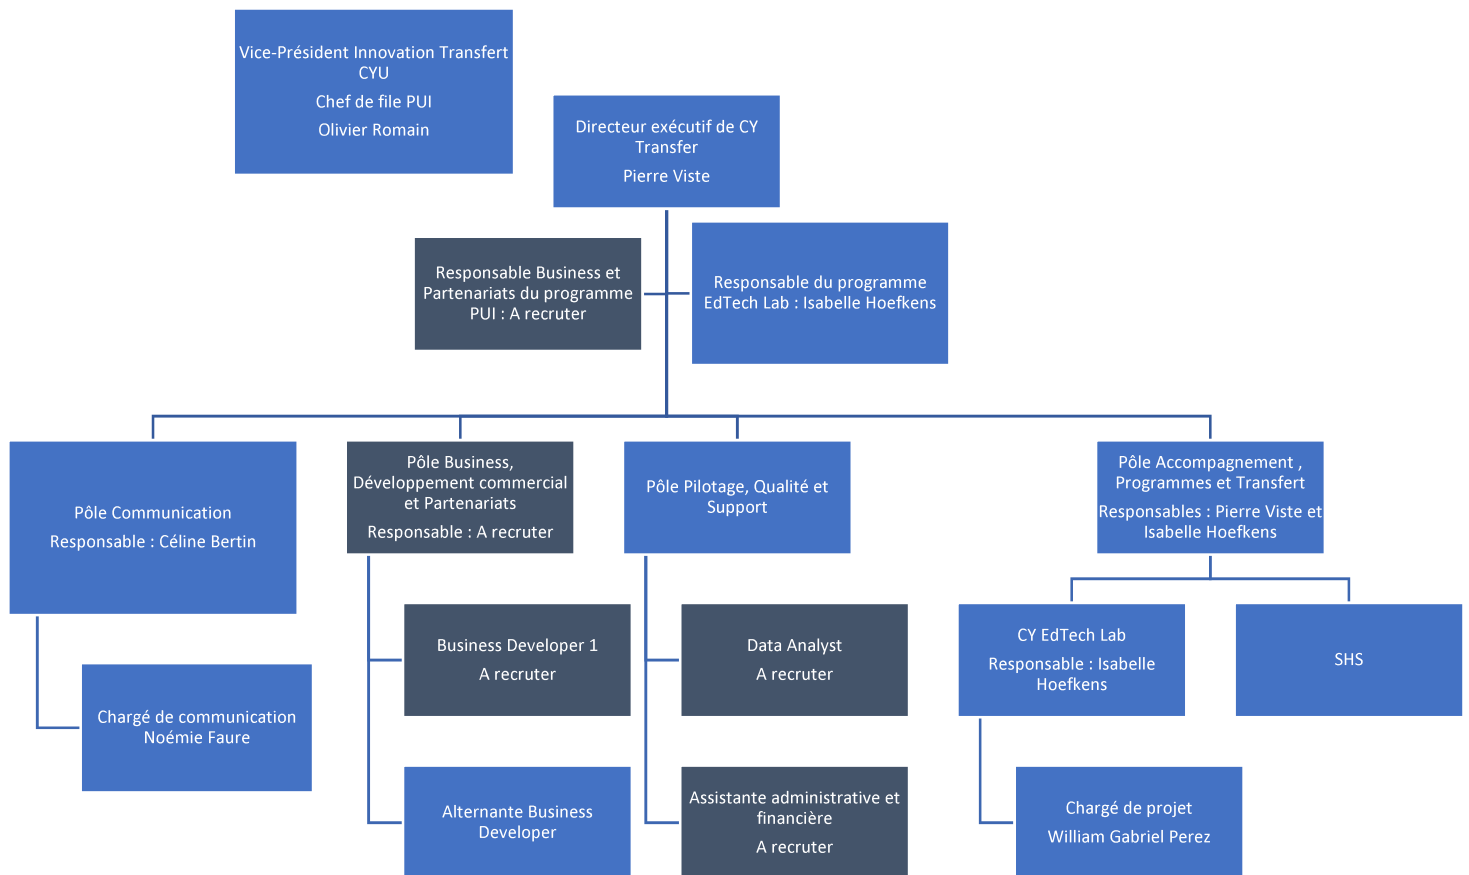 Vice-Président Innovation Transfert
CYU
Chef de file PUI
Olivier Romain
Directeur exécutif de CY
Transfer
Pierre Viste
Responsable Business et
Partenariats du programme
PUI : A recruter
Responsable du programme
EdTech Lab : Isabelle Hoefkens
Pôle Communication
Responsable : Céline Bertin
Pôle Business,
Développement commercial
et Partenariats
Responsable : A recruter
Pôle Pilotage, Qualité et
Support
Pôle Accompagnement ,
Programmes et Transfert
Responsables : Pierre Viste et
Isabelle Hoefkens
Chargé de communication
Noémie Faure
Business Developer 1
A recruter
Alternante Business
Developer
Data Analyst
A recruter
Assistante administrative et
financière
A recruter
CY EdTech Lab
Responsable : Isabelle
Hoefkens
SHS
Chargé de projet
William Gabriel Perez